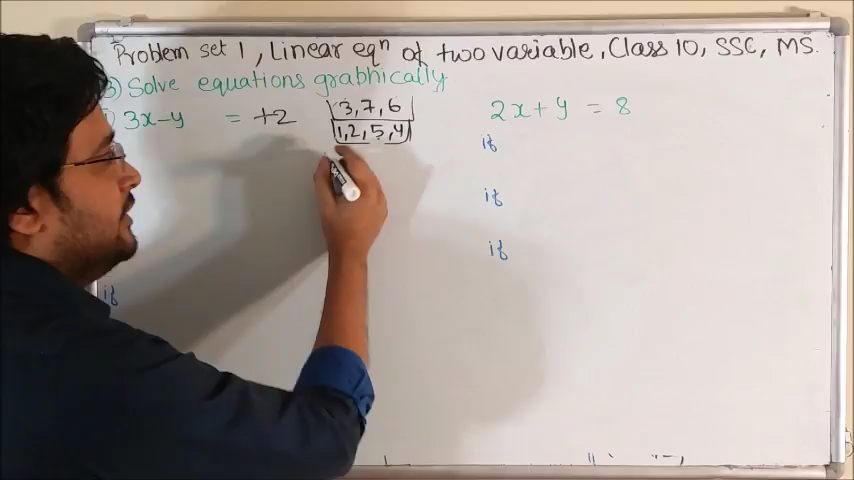 Problem set 1, Linear eqⁿ of two variable, Class 10, SSC, MS.
3) Solve equations graphically
3x-y = +2
3, 7, 6
1, 2, 5, 4
2x+y = 8
if
if
if
if